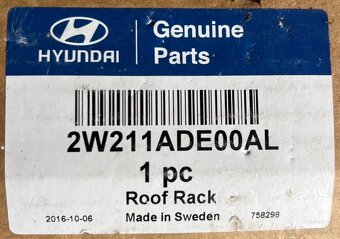 HYUNDAI
Genuine
Parts
2W211ADE00AL
1 pc
Roof Rack
2016-10-06 Made in Sweden 758298